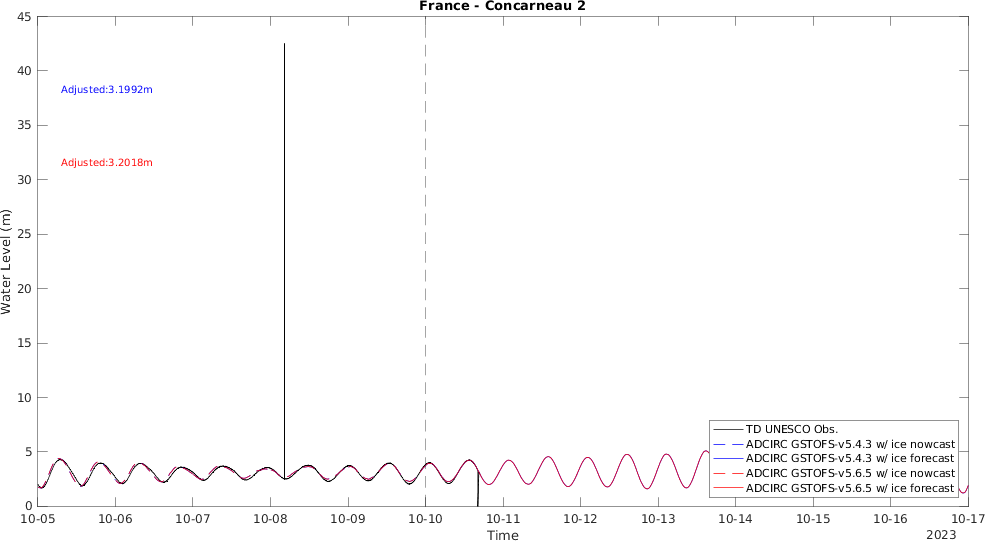 France - Concarneau 2
45
40
35
30
25
20
15
10
5
0
Water Level (m)
Adjusted:3.1992m
Adjusted:3.2018m
TD UNESCO Obs.
ADCIRC GSTOFS-v5.4.3 w/ ice nowcast
ADCIRC GSTOFS-v5.4.3 w/ ice forecast
ADCIRC GSTOFS-v5.6.5 w/ ice nowcast
ADCIRC GSTOFS-v5.6.5 w/ ice forecast
10-05 10-06 10-07 10-08 10-09 10-10 10-11 10-12 10-13 10-14 10-15 10-16 10-17
Time
2023